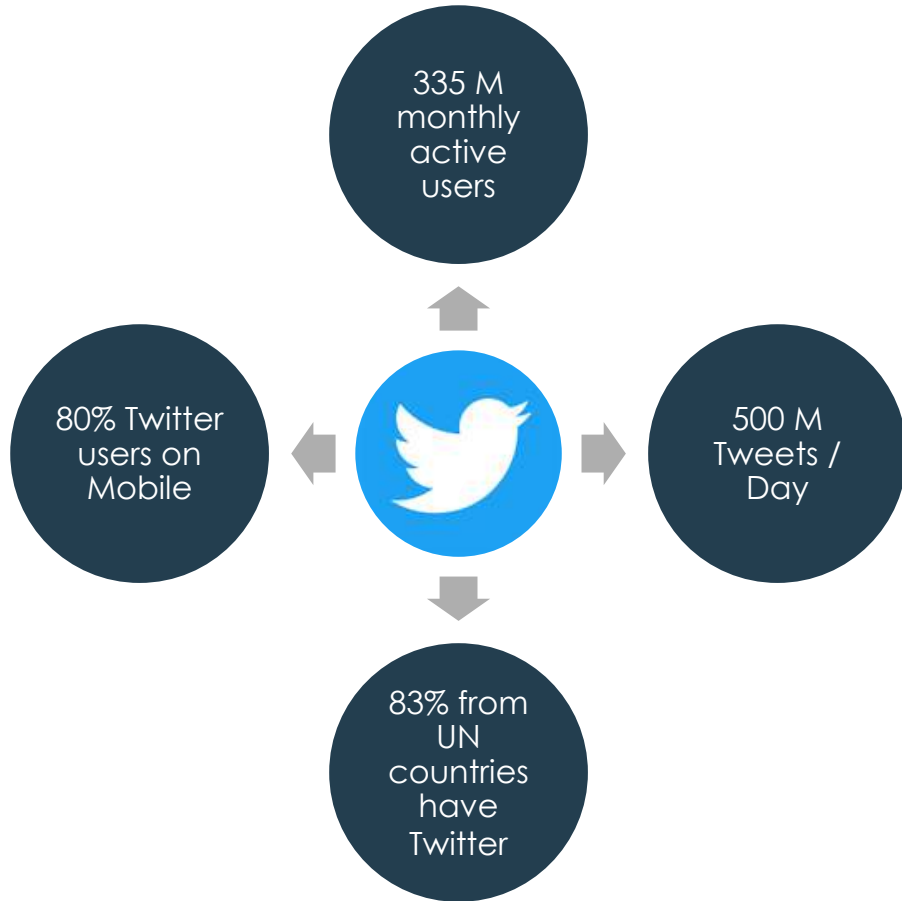 335 M
monthly
active
users
80% Twitter
users on
Mobile
500 M
Tweets /
Day
83% from
UN
countries
have
Twitter